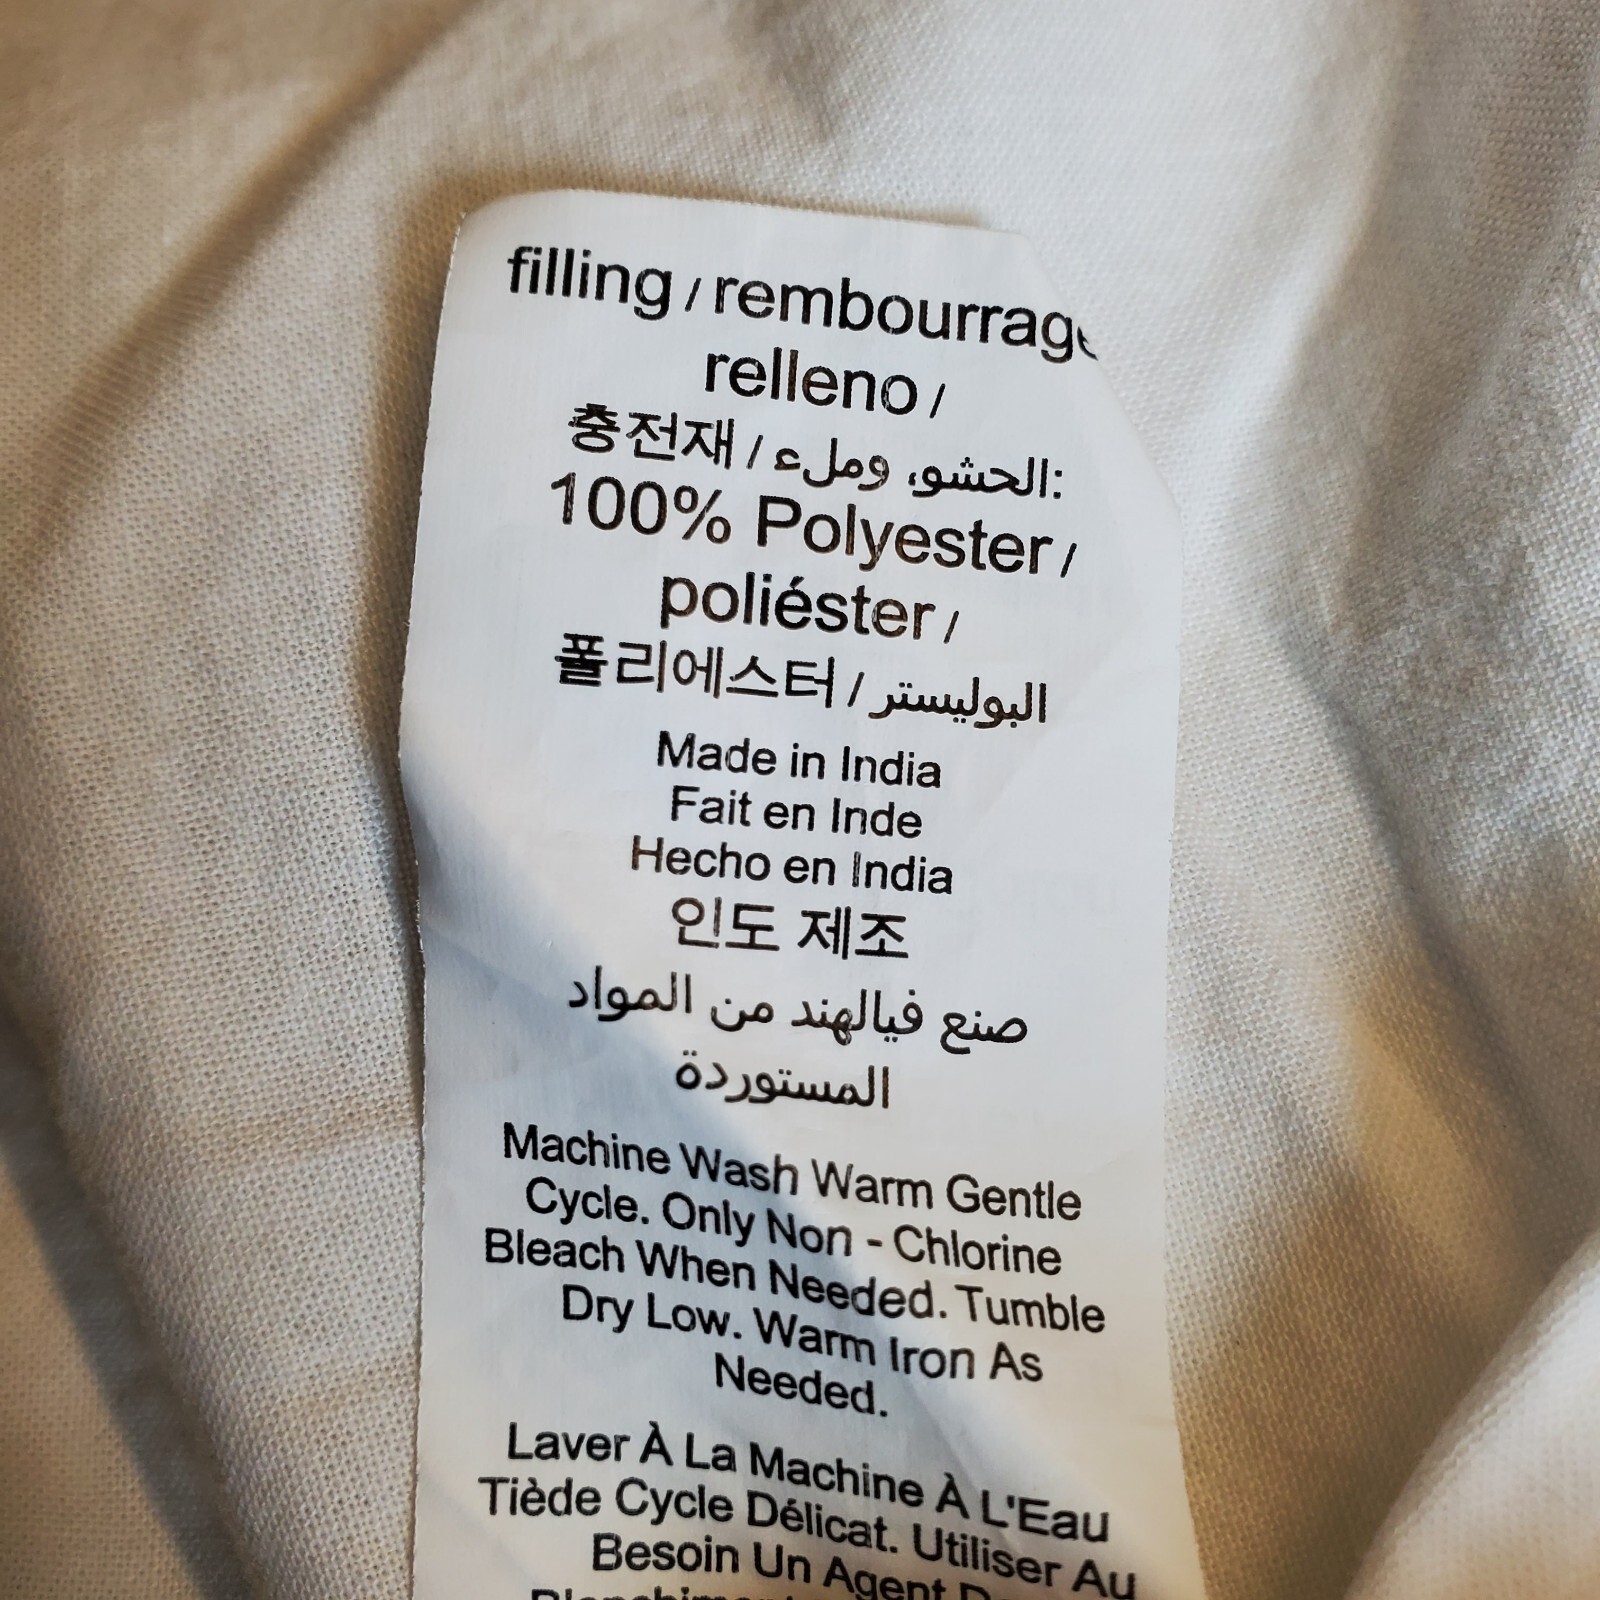 filling / rembourrage
relleno /
충전재 / الحشو، وملء:
100% Polyester /
poliéster /
폴리에스터 / البوليستر
Made in India
Fait en Inde
Hecho en India
인도 제조
صنع فيالهند من المواد
المستوردة
Machine Wash Warm Gentle
Cycle. Only Non - Chlorine
Bleach When Needed. Tumble
Dry Low. Warm Iron As
Needed.
Laver À La Machine À L'Eau
Tiède Cycle Délicat. Utiliser Au
Besoin Un Agent